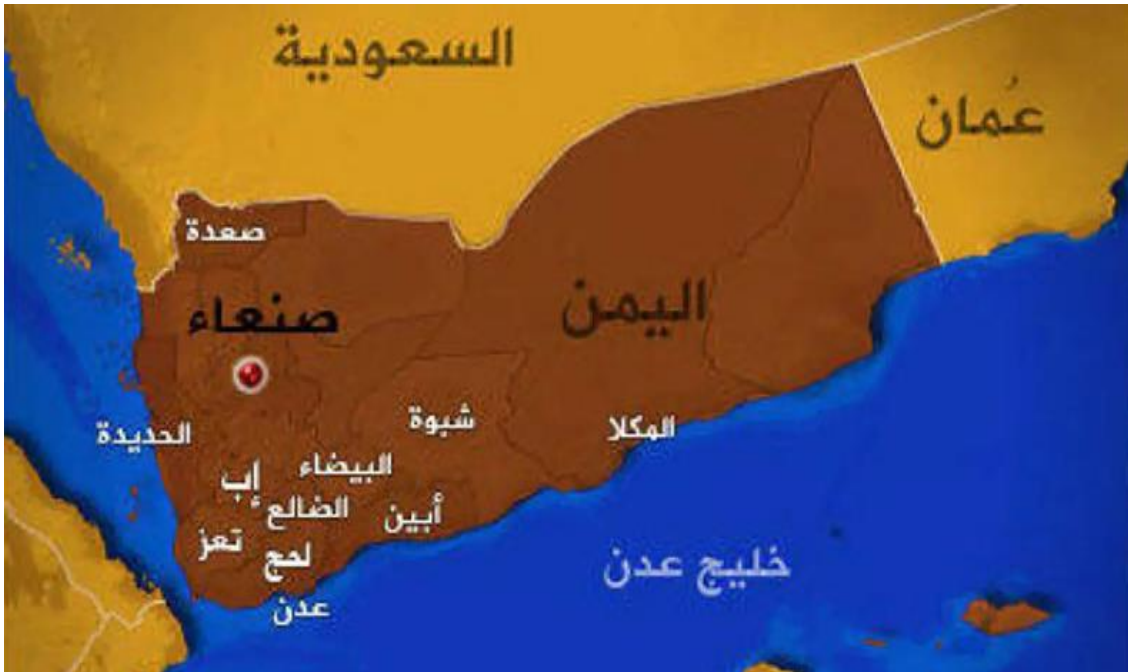 السعودية
عُمان
صعدة
اليمن
صنعاء
شبوة
المكلا
الحديدة
البيضاء
إب
الضالع
أبين
تعز
لحج
خليج عدن
عدن